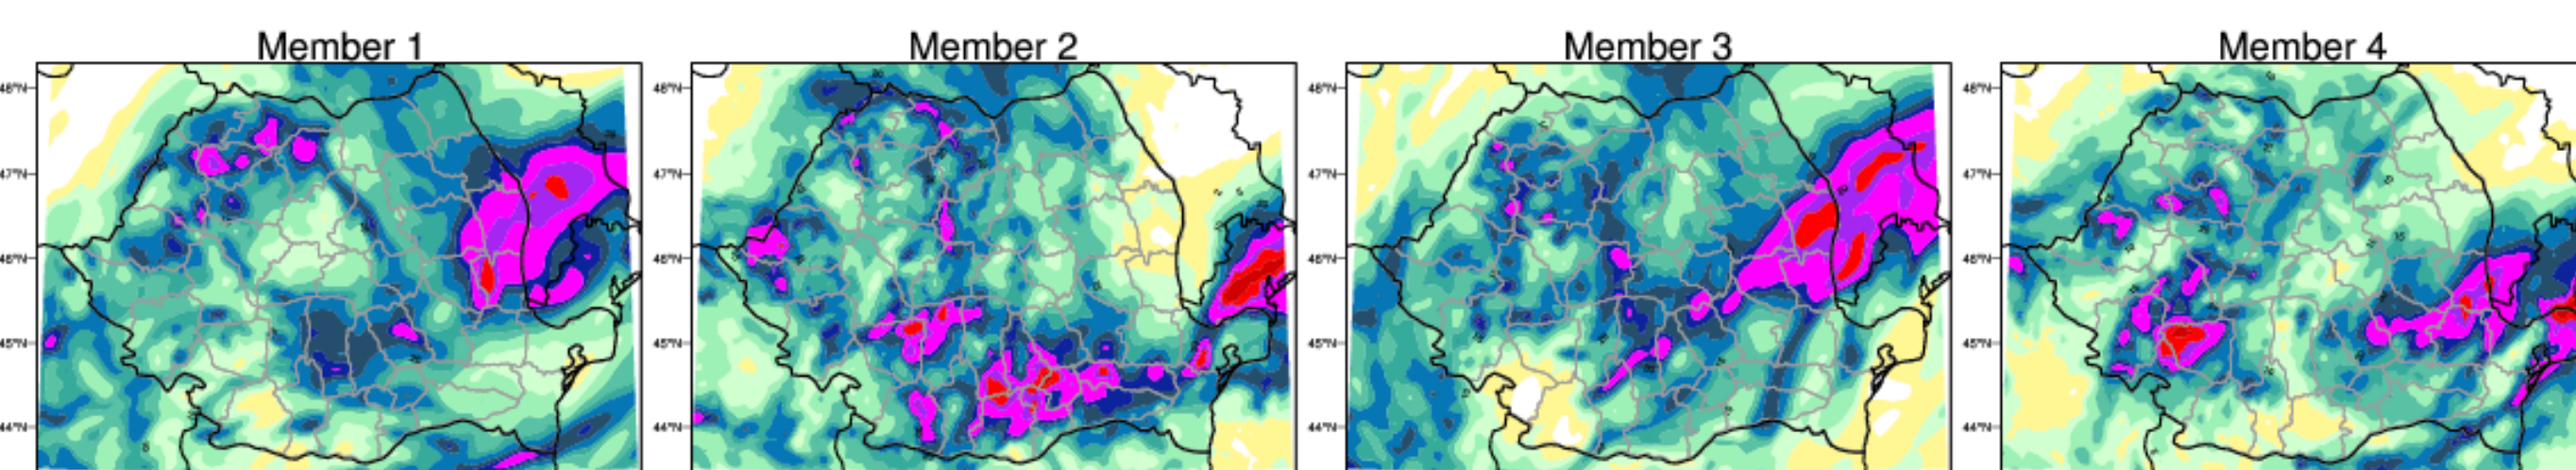 Member 1
Member 2
Member 3
Member 4
48°N 48°N 48°N 48°N
47°N 47°N 47°N 47°N
46°N 46°N 46°N 46°N
45°N 45°N 45°N 45°N
44°N 44°N 44°N 44°N